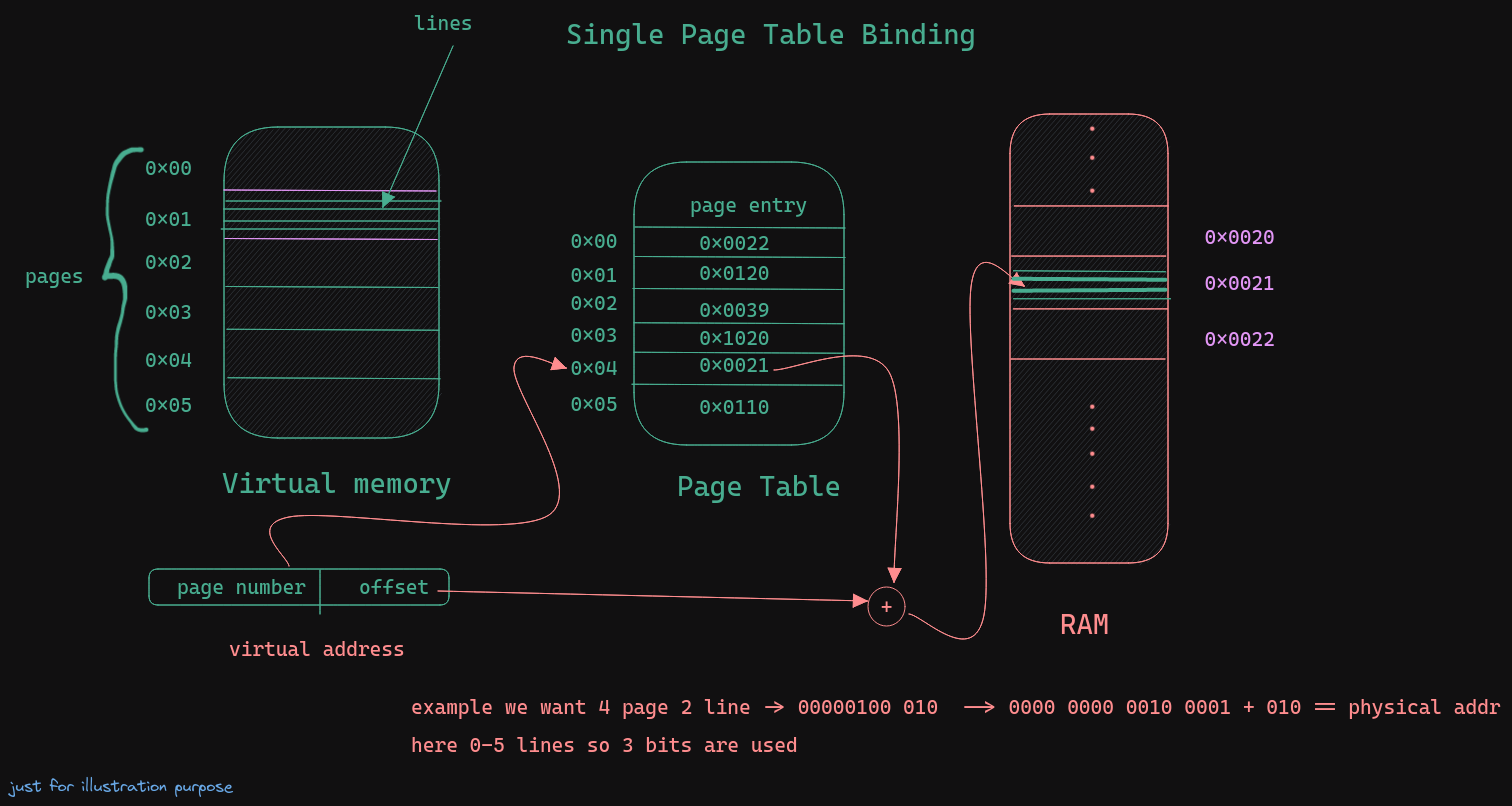 lines
Single Page Table Binding
pages
0×00
0×01
0×02
0×03
0×04
0×05
Virtual memory
page entry
0×00 0×0022
0×01 0×0120
0×02 0×0039
0×03 0×1020
0×04 0×0021
0×05 0×0110
Page Table
0×0020
0×0021
0×0022
RAM
page number offset
+
virtual address
example we want 4 page 2 line → 00000100 010 → 0000 0000 0010 0001 + 010 == physical addr
here 0-5 lines so 3 bits are used
just for illustration purpose